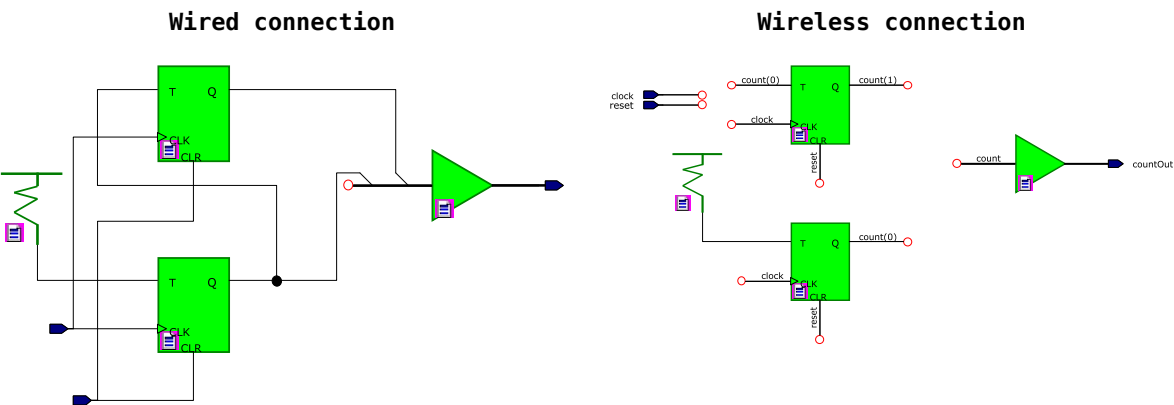 Wired connection
T Q
CLK
CLR
T Q
CLK
CLR
Wireless connection
clock
reset
count(0)
T Q
count(1)
clock
CLK
CLR
reset
count
countOut
T Q
count(0)
clock
CLK
CLR
reset